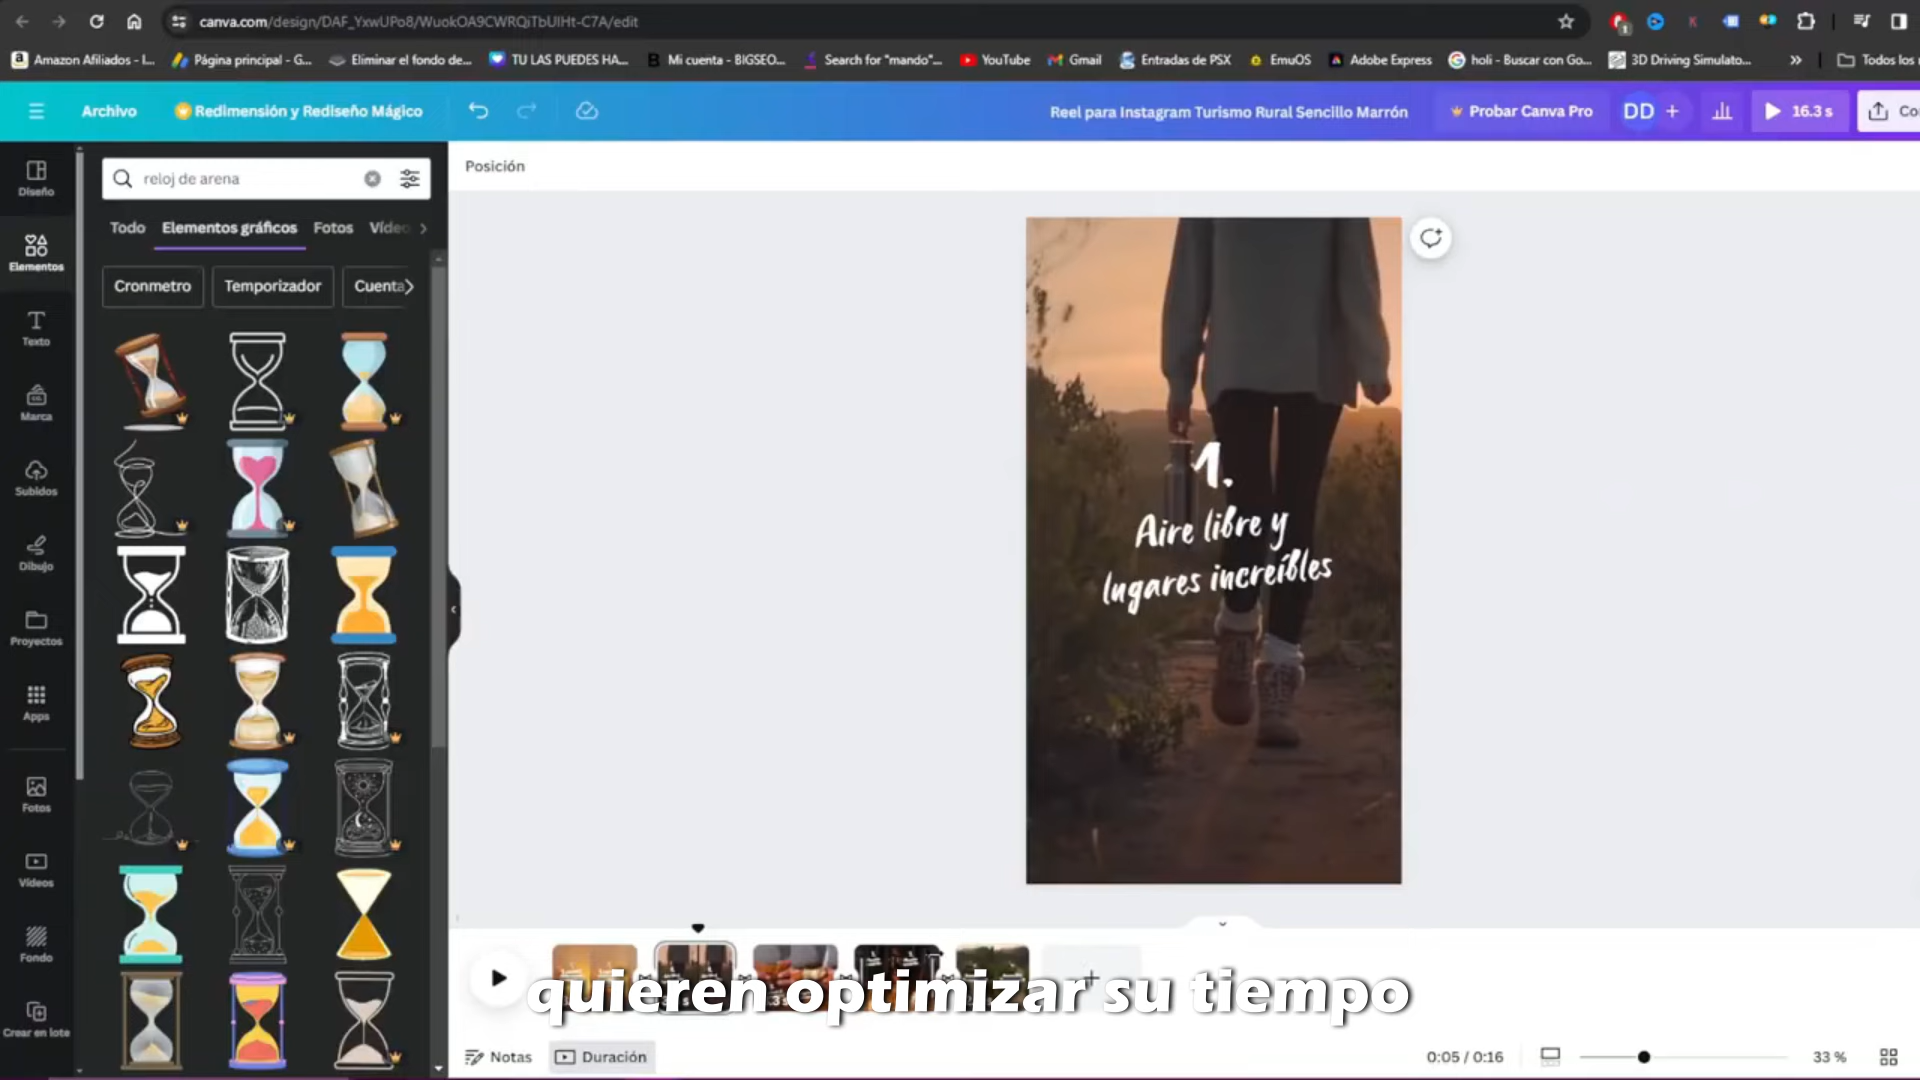 canva.com/design/DAF_YxwUPo8/WuokOA9CWRQiTbUlHt-C7A/edit
Amazon Afiliados - I...
Página principal - G...
Eliminar el fondo de...
TU LAS PUEDES HA...
Mi cuenta - BIGSEO...
Search for "mando"...
YouTube
Gmail
Entradas de PSX
EmuOS
Adobe Express
holi - Buscar con Go...
3D Driving Simulato...
»
Todos los
Archivo
Redimensión y Rediseño Mágico
Reel para Instagram Turismo Rural Sencillo Marrón
Probar Canva Pro
DD
+
16.3 s
Co
Diseño
Elementos
Texto
Marca
Subidos
Dibujo
Proyectos
Apps
Fotos
Vídeos
Fondo
Crear en lote
reloj de arena
Todo
Elementos gráficos
Fotos
Vídeo
Cronmetro
Temporizador
Cuenta
Posición
1.
Aire libre y
lugares increíbles
quieren optimizar su tiempo
Notas
Duración
0:05 / 0:16
33 %